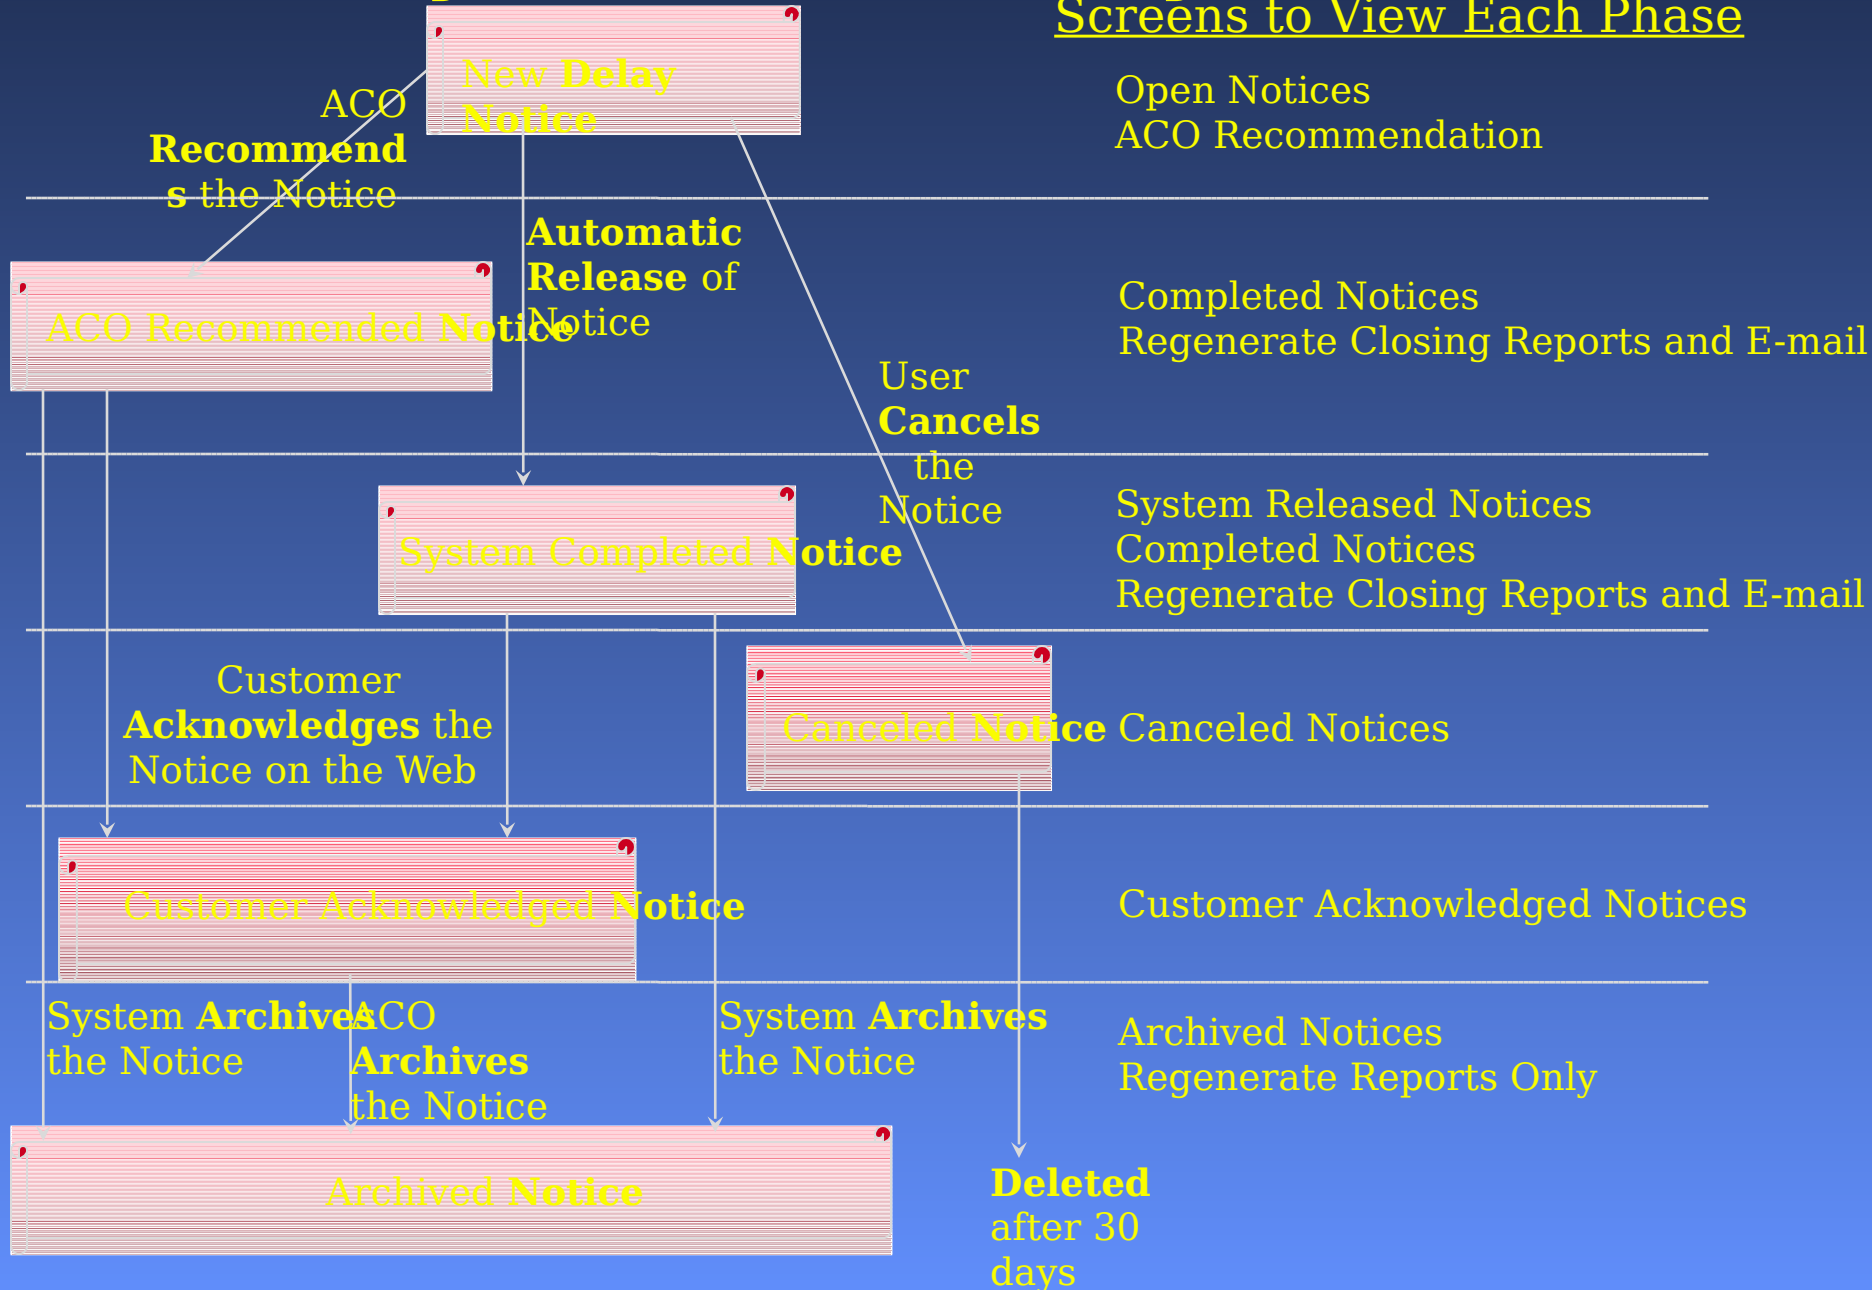 Screens to View Each Phase
New Delay
Notice
Open Notices
ACO Recommendation
ACO
Recommend
s the Notice
Automatic
Release of
Notice
ACO Recommended Notice
Completed Notices
Regenerate Closing Reports and E-mail
User
Cancels
the
Notice
System Completed Notice
System Released Notices
Completed Notices
Regenerate Closing Reports and E-mail
Customer
Acknowledges the
Notice on the Web
Canceled Notice
Canceled Notices
Customer Acknowledged Notice
Customer Acknowledged Notices
System Archives
the Notice
ACO
Archives
the Notice
System Archives
the Notice
Archived Notices
Regenerate Reports Only
Archived Notice
Deleted
after 30
days